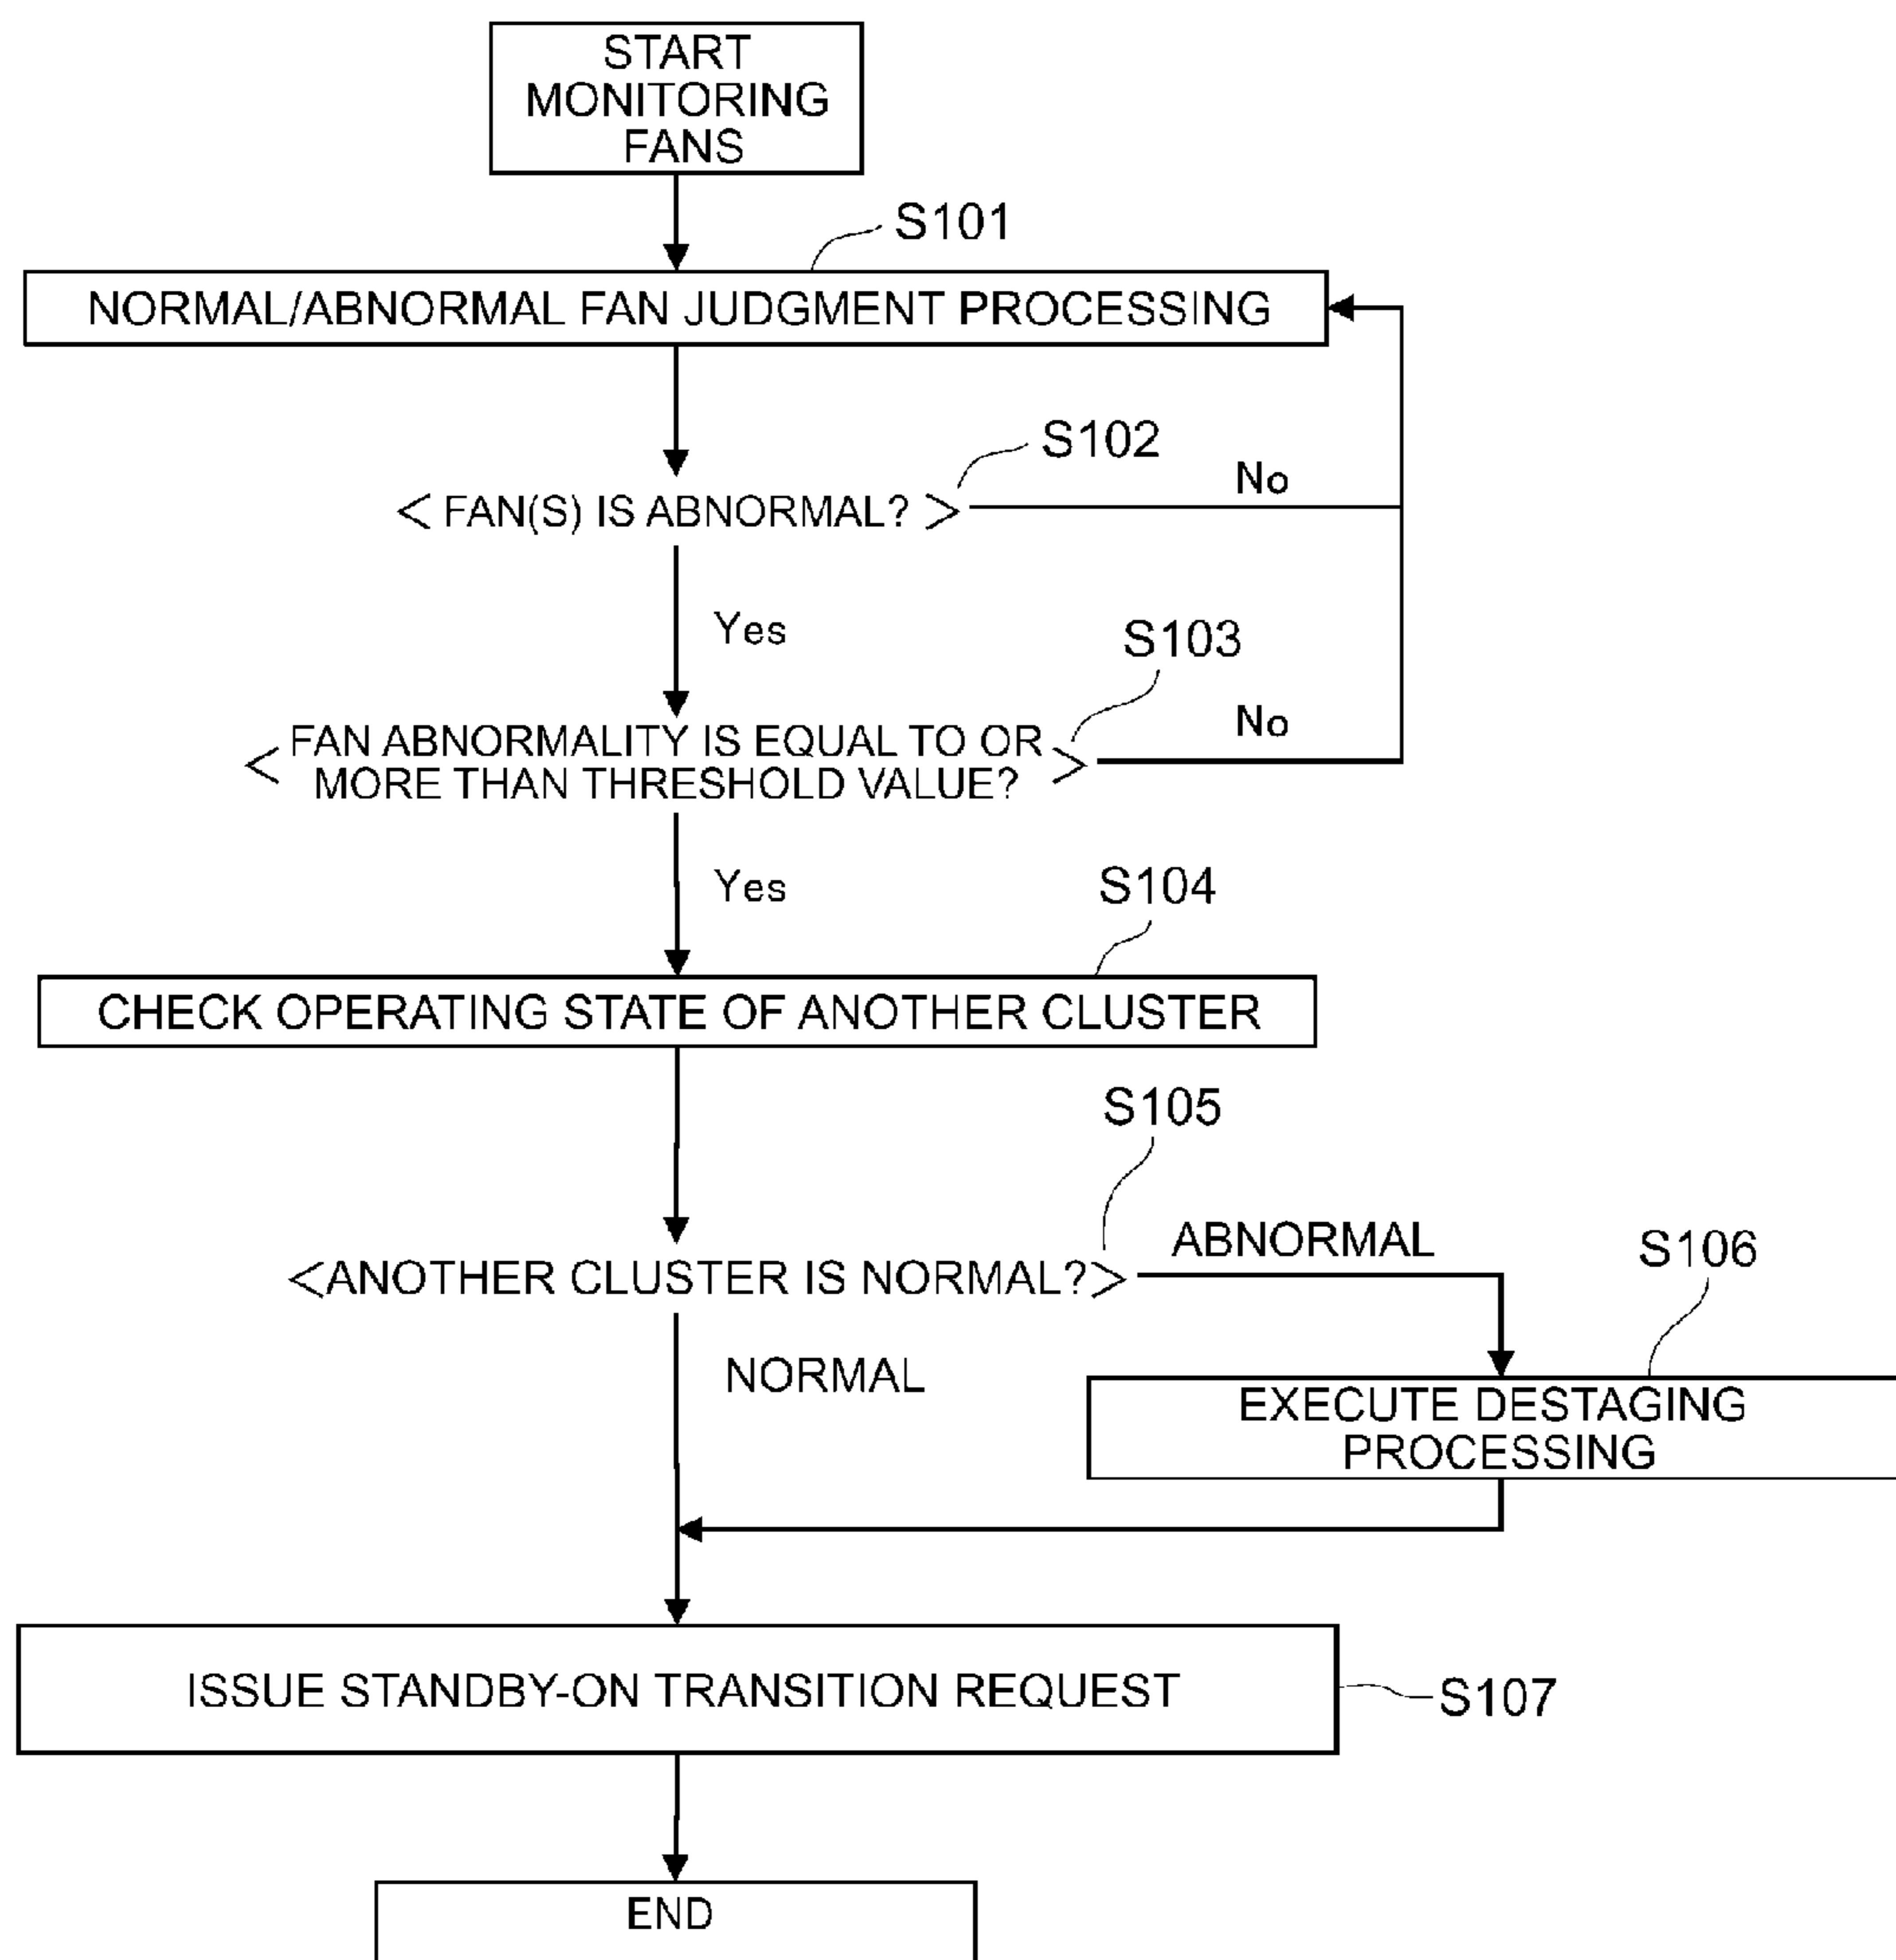 START
MONITORING
FANS
S101
NORMAL/ABNORMAL FAN JUDGMENT PROCESSING
S102
< FAN(S) IS ABNORMAL? >
No
Yes
S103
< FAN ABNORMALITY IS EQUAL TO OR
MORE THAN THRESHOLD VALUE? >
No
Yes
S104
CHECK OPERATING STATE OF ANOTHER CLUSTER
S105
<ANOTHER CLUSTER IS NORMAL?>
ABNORMAL
S106
NORMAL
EXECUTE DESTAGING
PROCESSING
ISSUE STANDBY-ON TRANSITION REQUEST
S107
END